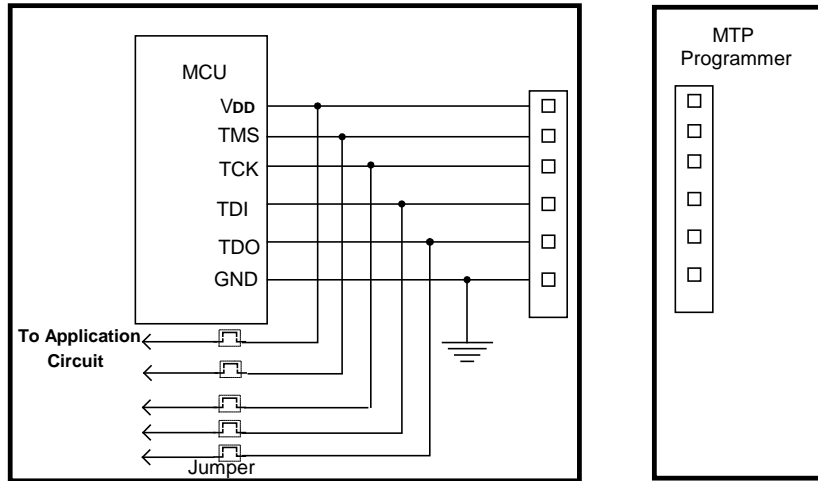 MCU
VDD
TMS
TCK
TDI
TDO
GND
To Application
Circuit
Jumper
MTP
Programmer